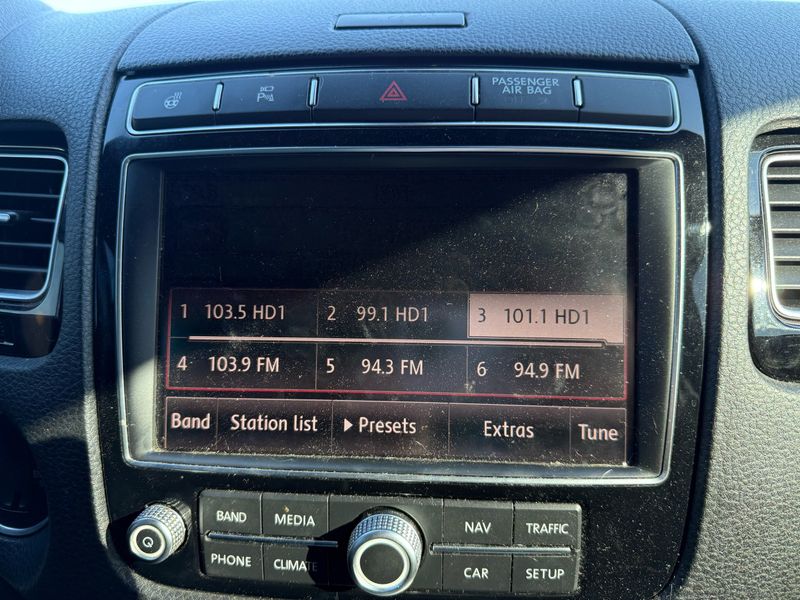 PASSENGER
AIR BAG
1 103.5 HD1 2 99.1 HD1 3 101.1 HD1
4 103.9 FM 5 94.3 FM 6 94.9 FM
Band Station list Presets Extras Tune
BAND MEDIA NAV TRAFFIC
PHONE CLIMATE CAR SETUP